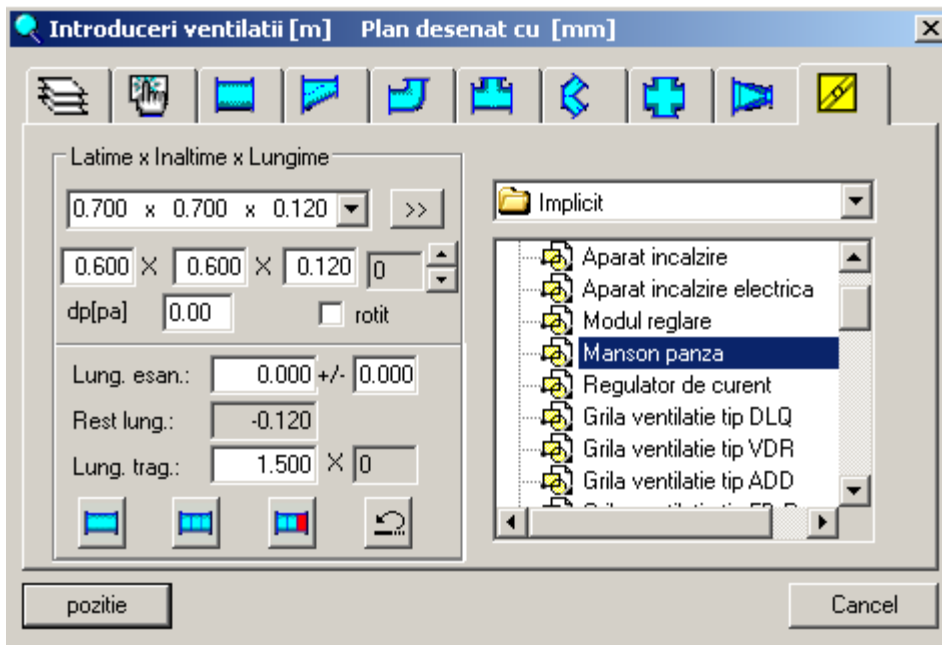 Introduceri ventilatii [m] Plan desenat cu [mm]
Latime x Inaltime x Lungime
0.700 x 0.700 x 0.120
>>
0.600 X 0.600 X 0.120 0
dp[pa] 0.00 rotit
Lung. esan.: 0.000 +/- 0.000
Rest lung.: -0.120
Lung. trag.: 1.500 X 0
Implicit
Aparat incalzire
Aparat incalzire electrica
Modul reglare
Manson panza
Regulator de curent
Grila ventilatie tip DLQ
Grila ventilatie tip VDR
Grila ventilatie tip ADD
pozitie
Cancel